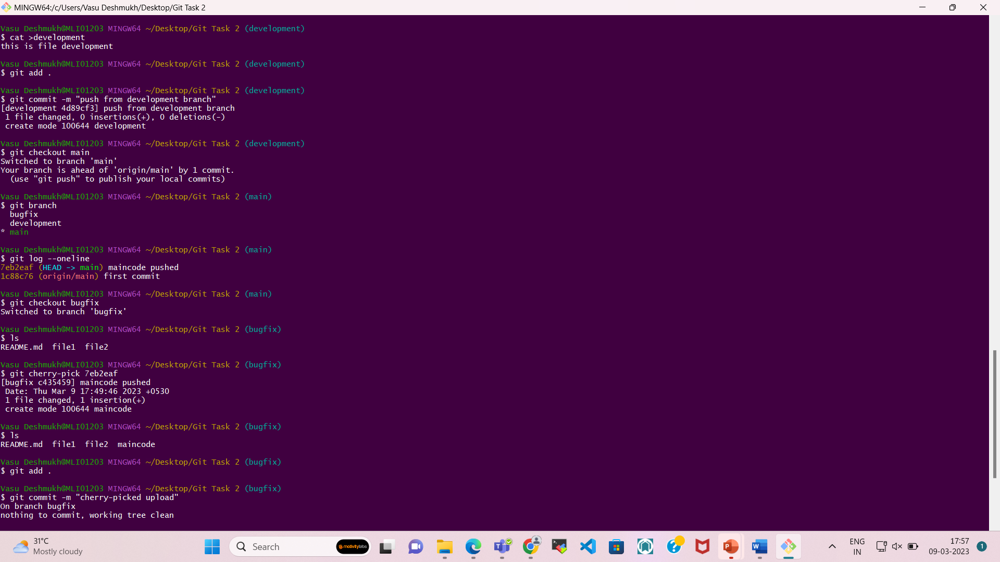 MINGW64:/c/Users/Vasu Deshmukh/Desktop/Git Task 2
Vasu Deshmukh@MLI01203 MINGW64 ~/Desktop/Git Task 2 (development)
$ cat >development
this is file development
Vasu Deshmukh@MLI01203 MINGW64 ~/Desktop/Git Task 2 (development)
$ git add .
Vasu Deshmukh@MLI01203 MINGW64 ~/Desktop/Git Task 2 (development)
$ git commit -m "push from development branch"
[development 4d89cf3] push from development branch
 1 file changed, 0 insertions(+), 0 deletions(-)
 create mode 100644 development
Vasu Deshmukh@MLI01203 MINGW64 ~/Desktop/Git Task 2 (development)
$ git checkout main
Switched to branch 'main'
Your branch is ahead of 'origin/main' by 1 commit.
  (use "git push" to publish your local commits)
Vasu Deshmukh@MLI01203 MINGW64 ~/Desktop/Git Task 2 (main)
$ git branch
  bugfix
  development
* main
Vasu Deshmukh@MLI01203 MINGW64 ~/Desktop/Git Task 2 (main)
$ git log --oneline
7eb2eaf (HEAD -> main) maincode pushed
1c88c76 (origin/main) first commit
Vasu Deshmukh@MLI01203 MINGW64 ~/Desktop/Git Task 2 (main)
$ git checkout bugfix
Switched to branch 'bugfix'
Vasu Deshmukh@MLI01203 MINGW64 ~/Desktop/Git Task 2 (bugfix)
$ ls
README.md  file1  file2
Vasu Deshmukh@MLI01203 MINGW64 ~/Desktop/Git Task 2 (bugfix)
$ git cherry-pick 7eb2eaf
[bugfix c435459] maincode pushed
 Date: Thu Mar 9 17:49:46 2023 +0530
 1 file changed, 1 insertion(+)
 create mode 100644 maincode
Vasu Deshmukh@MLI01203 MINGW64 ~/Desktop/Git Task 2 (bugfix)
$ ls
README.md  file1  file2  maincode
Vasu Deshmukh@MLI01203 MINGW64 ~/Desktop/Git Task 2 (bugfix)
$ git add .
Vasu Deshmukh@MLI01203 MINGW64 ~/Desktop/Git Task 2 (bugfix)
$ git commit -m "cherry-picked upload"
On branch bugfix
nothing to commit, working tree clean
31°C
Mostly cloudy
Search
motivitylabs
ENG
IN
17:57
09-03-2023
1